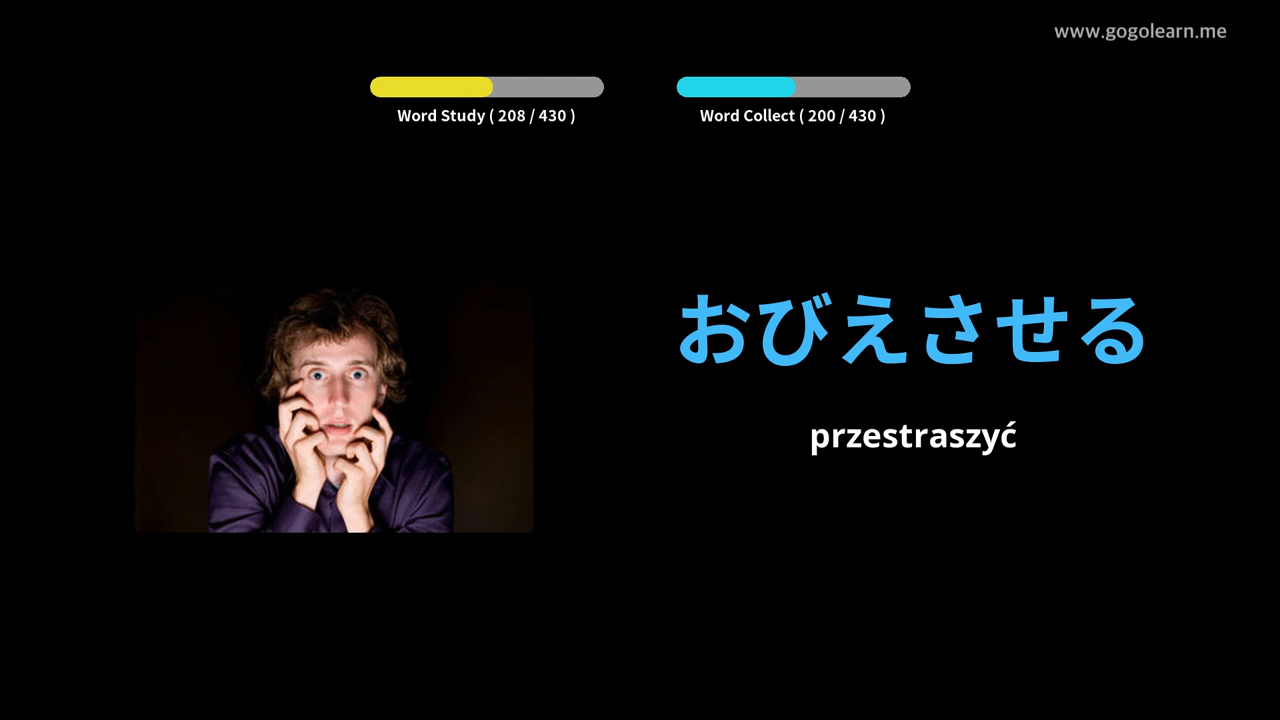 www.gogolearn.me
Word Study ( 208 / 430 )
Word Collect ( 200 / 430 )
おびえさせる
przestraszyć